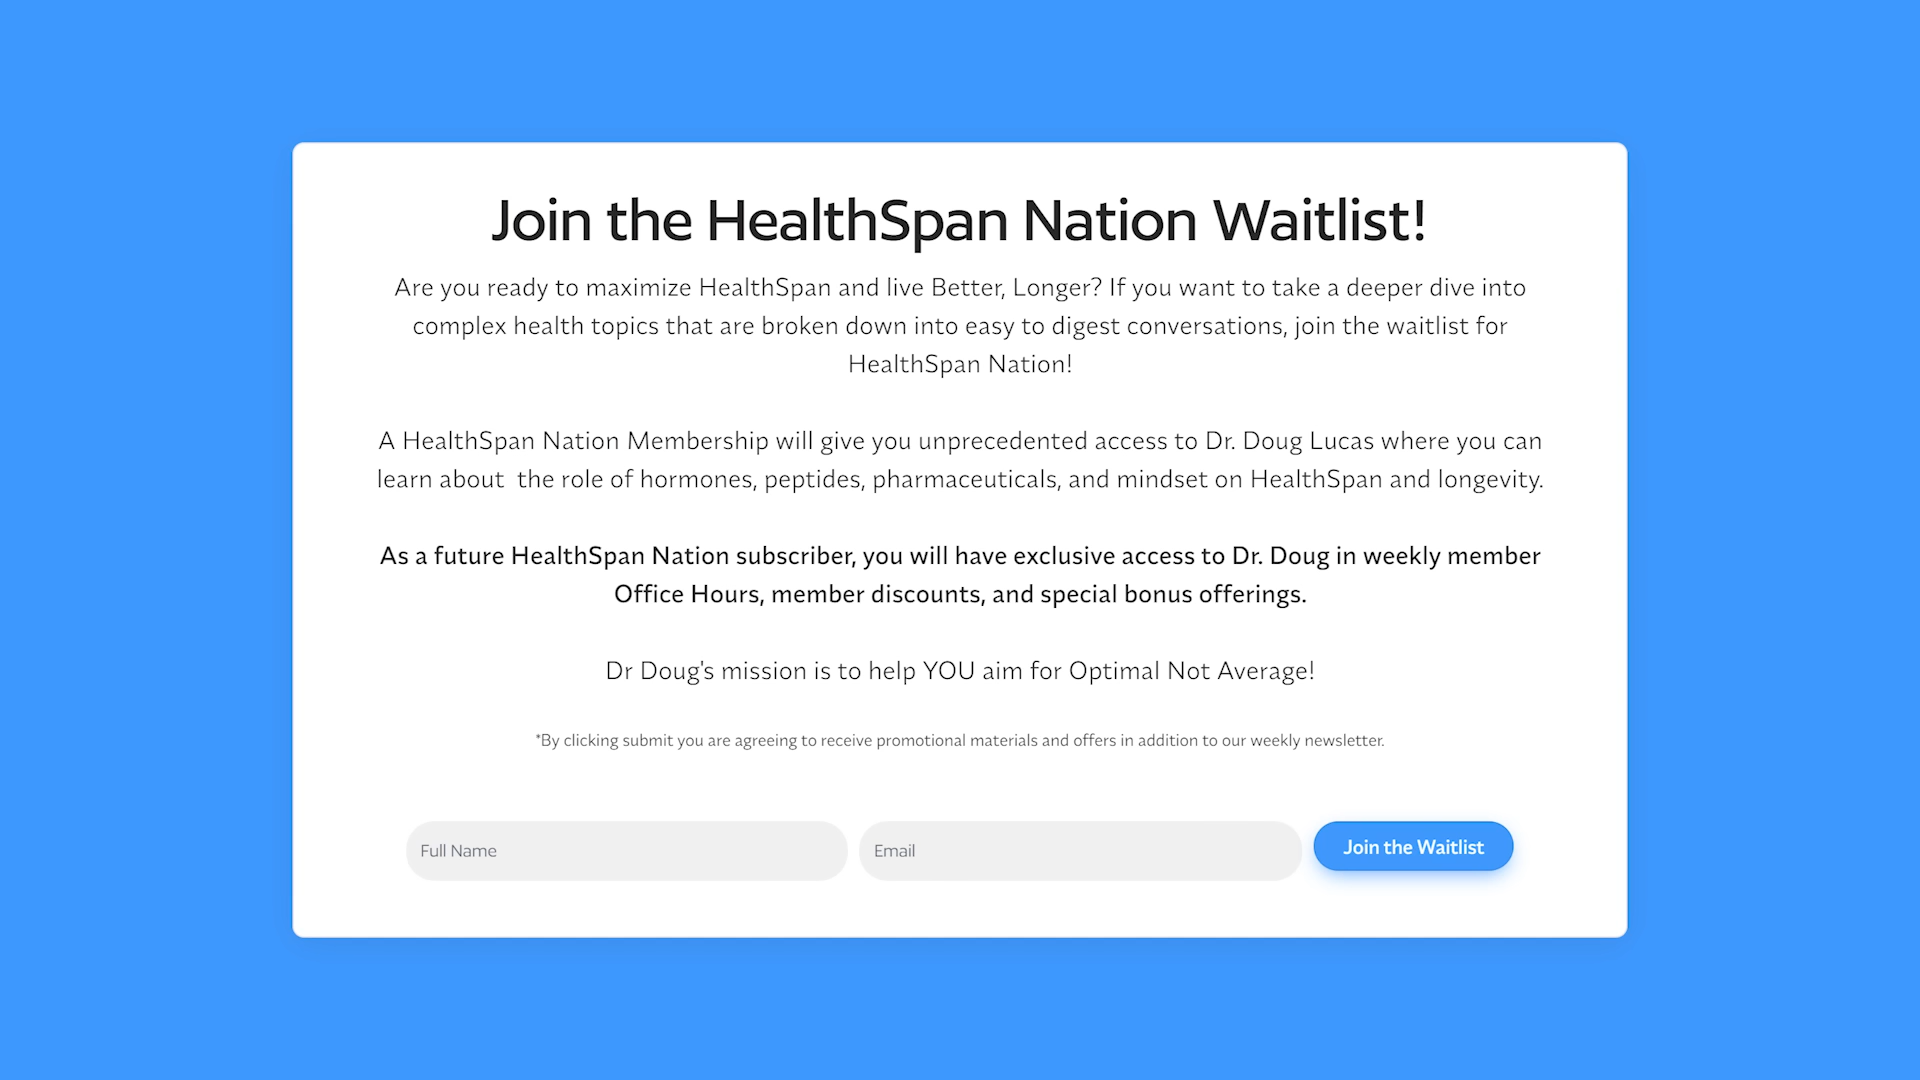 Join the HealthSpan Nation Waitlist!
Are you ready to maximize HealthSpan and live Better, Longer? If you want to take a deeper dive into
complex health topics that are broken down into easy to digest conversations, join the waitlist for
HealthSpan Nation!
A HealthSpan Nation Membership will give you unprecedented access to Dr. Doug Lucas where you can
learn about  the role of hormones, peptides, pharmaceuticals, and mindset on HealthSpan and longevity.
As a future HealthSpan Nation subscriber, you will have exclusive access to Dr. Doug in weekly member
Office Hours, member discounts, and special bonus offerings.
Dr Doug's mission is to help YOU aim for Optimal Not Average!
*By clicking submit you are agreeing to receive promotional materials and offers in addition to our weekly newsletter.
Full Name
Email
Join the Waitlist